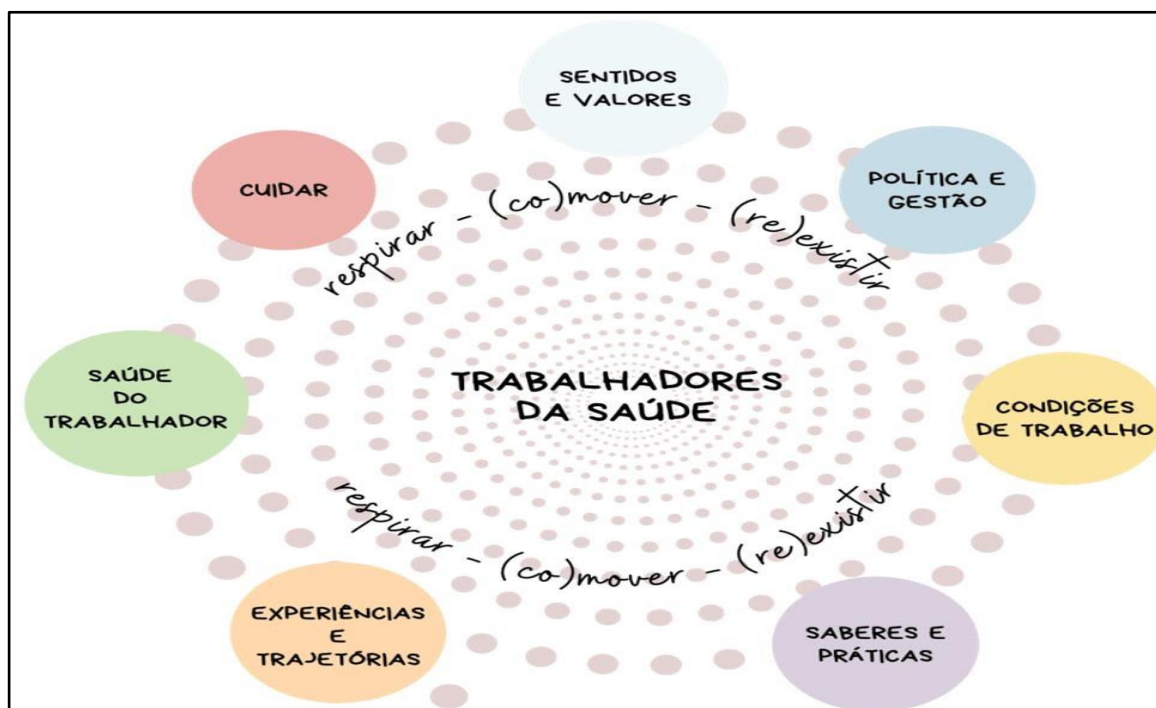 SENTIDOS
E VALORES
CUIDAR
POLÍTICA E
GESTÃO
respirar - (co)mover - (re)existir
SAÚDE
DO
TRABALHADOR
TRABALHADORES
DA SAÚDE
CONDIÇÕES
DE TRABALHO
respirar - (co)mover - (re)existir
EXPERIÊNCIAS
E
TRAJETÓRIAS
SABERES E
PRÁTICAS